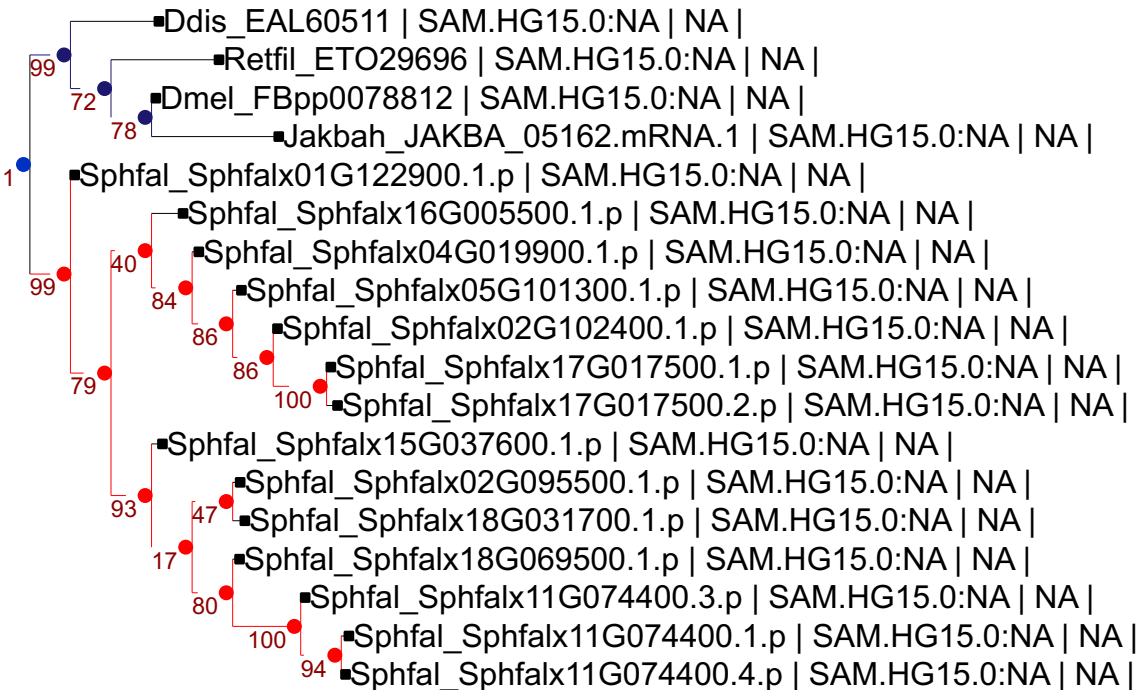 Ddis_EAL60511 | SAM.HG15.0:NA | NA |
Retfil_ETO29696 | SAM.HG15.0:NA | NA |
99
Dmel_FBpp0078812 | SAM.HG15.0:NA | NA |
72
78
Jakbah_JAKBA_05162.mRNA.1 | SAM.HG15.0:NA | NA |
1
Sphfal_Sphfalx01G122900.1.p | SAM.HG15.0:NA | NA |
Sphfal_Sphfalx16G005500.1.p | SAM.HG15.0:NA | NA |
Sphfal_Sphfalx04G019900.1.p | SAM.HG15.0:NA | NA |
40
99
Sphfal_Sphfalx05G101300.1.p | SAM.HG15.0:NA | NA |
84
Sphfal_Sphfalx02G102400.1.p | SAM.HG15.0:NA | NA |
86
Sphfal_Sphfalx17G017500.1.p | SAM.HG15.0:NA | NA |
86
79
100
Sphfal_Sphfalx17G017500.2.p | SAM.HG15.0:NA | NA |
Sphfal_Sphfalx15G037600.1.p | SAM.HG15.0:NA | NA |
Sphfal_Sphfalx02G095500.1.p | SAM.HG15.0:NA | NA |
93
47
Sphfal_Sphfalx18G031700.1.p | SAM.HG15.0:NA | NA |
17
Sphfal_Sphfalx18G069500.1.p | SAM.HG15.0:NA | NA |
80
Sphfal_Sphfalx11G074400.3.p | SAM.HG15.0:NA | NA |
100
Sphfal_Sphfalx11G074400.1.p | SAM.HG15.0:NA | NA |
94
Sphfal_Sphfalx11G074400.4.p | SAM.HG15.0:NA | NA |